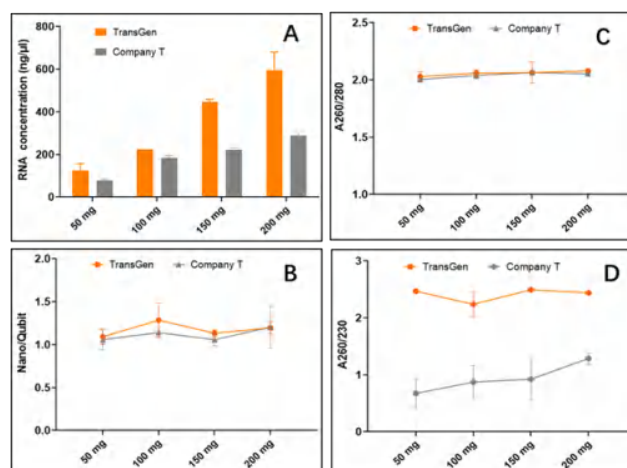 A
TransGen
Company T
RNA concentration (ng/μl)
800
600
400
200
0
50 mg
100 mg
150 mg
200 mg
C
TransGen
Company T
A260/280
2.5
2.0
1.5
1.0
50 mg
100 mg
150 mg
200 mg
B
TransGen
Company T
Nano/Qubit
2.0
1.5
1.0
0.5
0.0
50 mg
100 mg
150 mg
200 mg
D
TransGen
Company T
A260/230
3
2
1
0
50 mg
100 mg
150 mg
200 mg